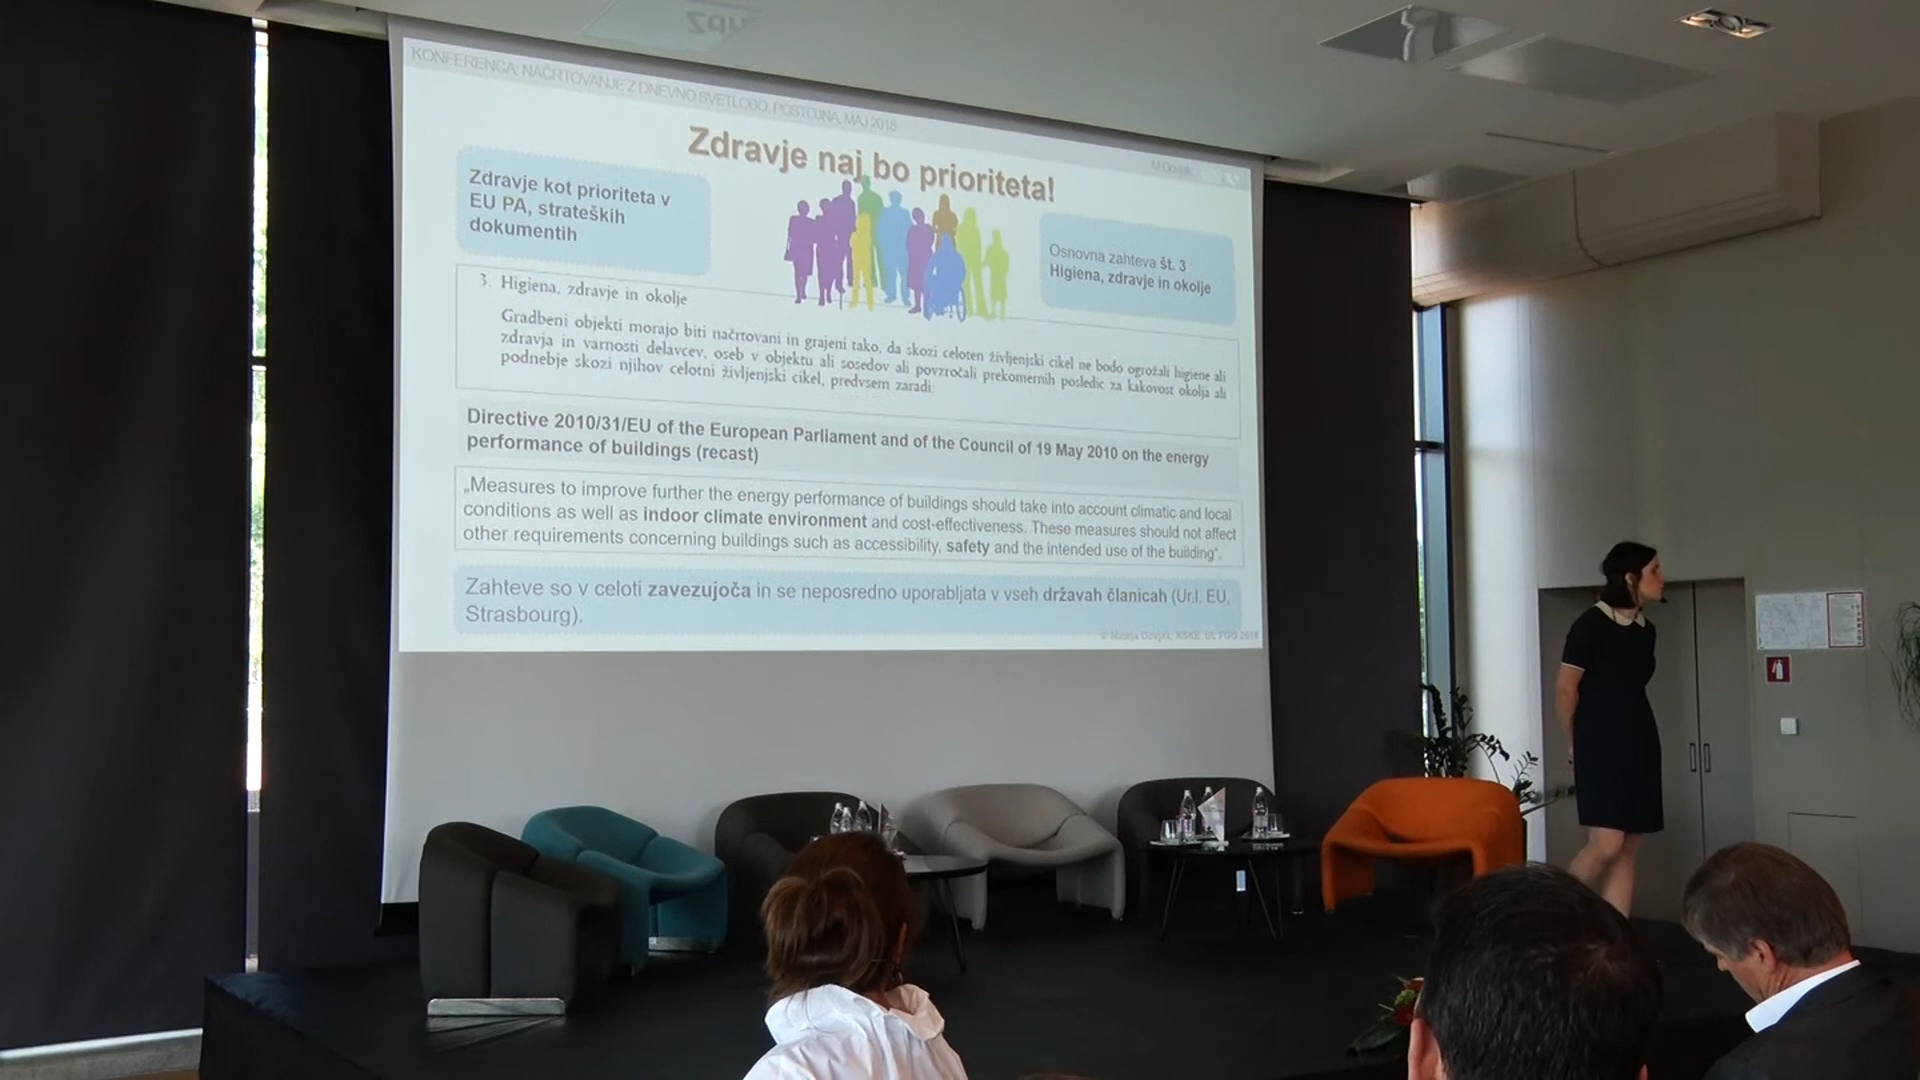 KONFERENCA: NAČRTOVANJE Z DNEVNO SVETLOBO, POSTOJNA, MAJ 2018
M.Dovjak
Zdravje naj bo prioriteta!
Zdravje kot prioriteta v
EU PA, strateških
dokumentih
Osnovna zahteva št. 3
Higiena, zdravje in okolje
3. Higiena, zdravje in okolje
Gradbeni objekti morajo biti načrtovani in grajeni tako, da skozi celoten življenjski cikel ne bodo ogrožali higiene ali
zdravja in varnosti delavcev, oseb v objektu ali sosedov ali povzročali prekomernih posledic za kakovost okolja ali
podnebje skozi njihov celotni življenjski cikel, predvsem zaradi:
Directive 2010/31/EU of the European Parliament and of the Council of 19 May 2010 on the energy
performance of buildings (recast)
„Measures to improve further the energy performance of buildings should take into account climatic and local
conditions as well as indoor climate environment and cost-effectiveness. These measures should not affect
other requirements concerning buildings such as accessibility, safety and the intended use of the building“.
Zahteve so v celoti zavezujoča in se neposredno uporabljata v vseh državah članicah (Ur.l. EU,
Strasbourg).
© Mateja Dovjak, KSKE, UL FGG 2018